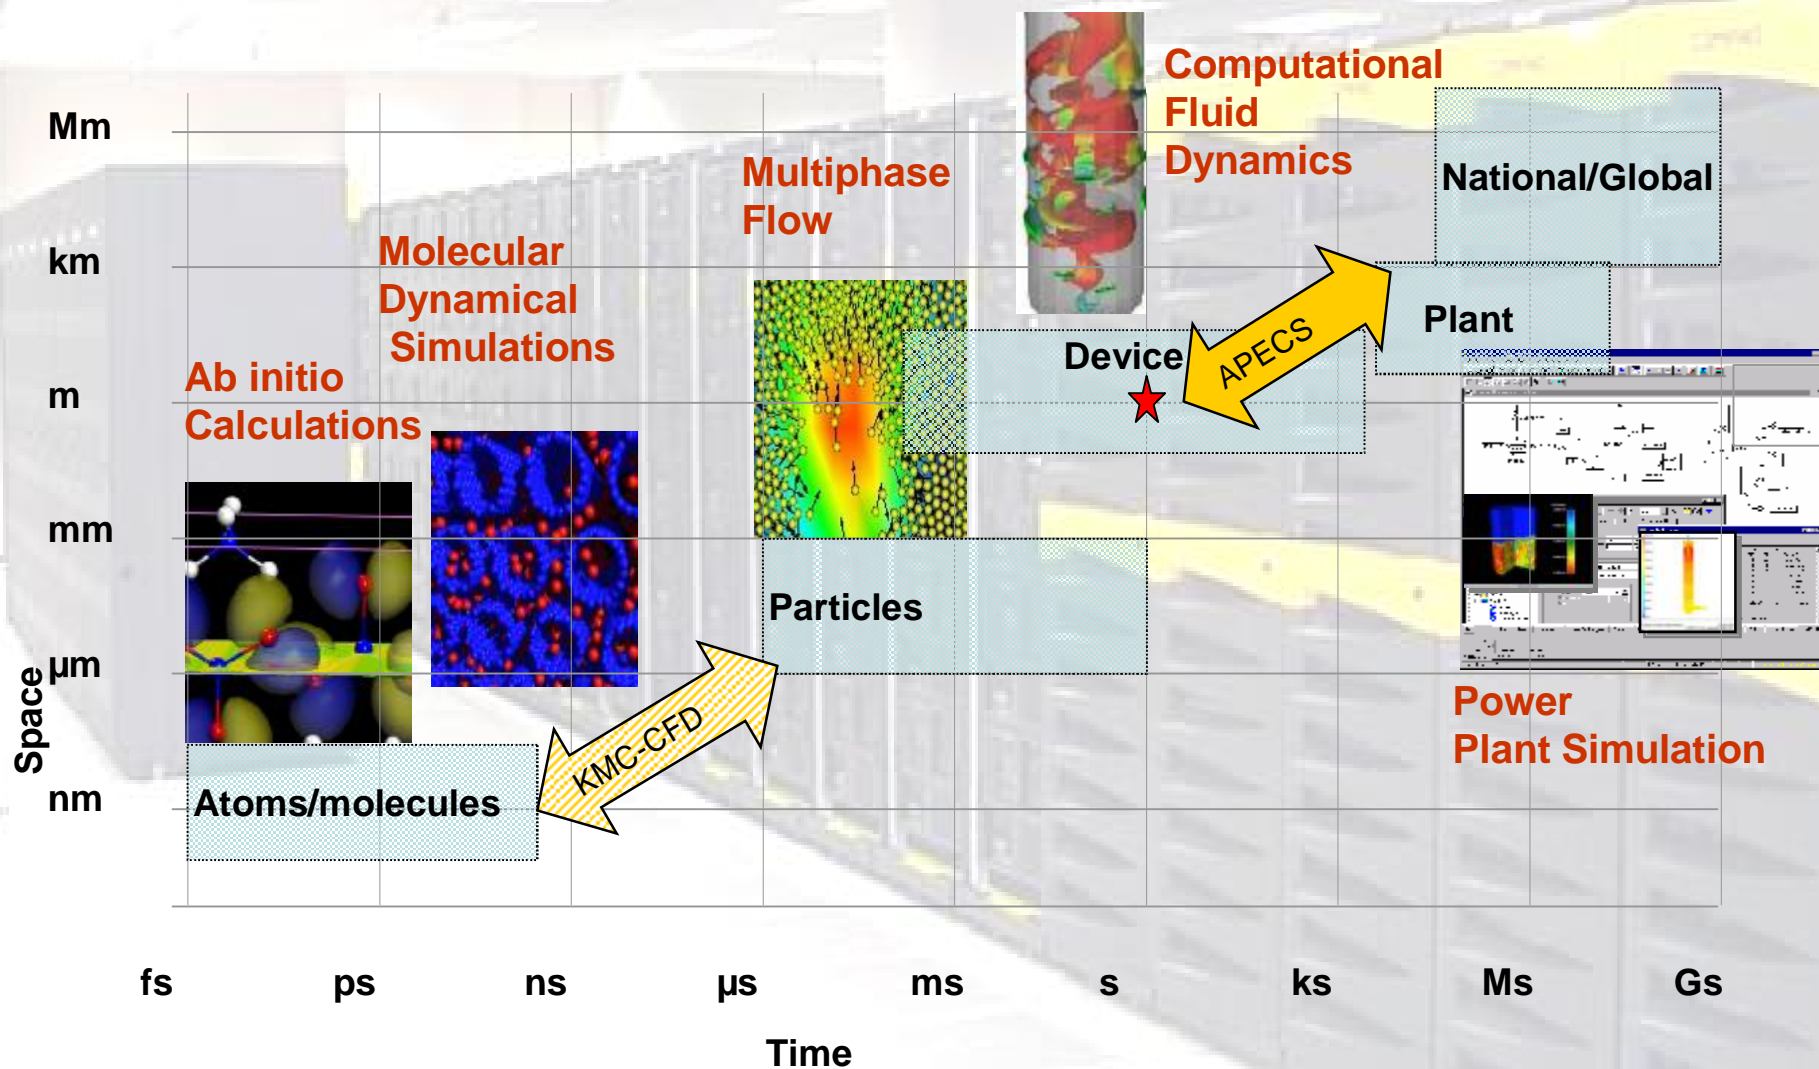 Computational
Fluid
Dynamics
Mm
National/Global
Multiphase
Flow
Molecular
Dynamical
Simulations
km
Plant
APECS
Device
Ab initio
Calculations
m
mm
Particles
µm
Space
Power
Plant Simulation
KMC-CFD
Atoms/molecules
nm
fs ps ns µs ms s ks Ms Gs
Time